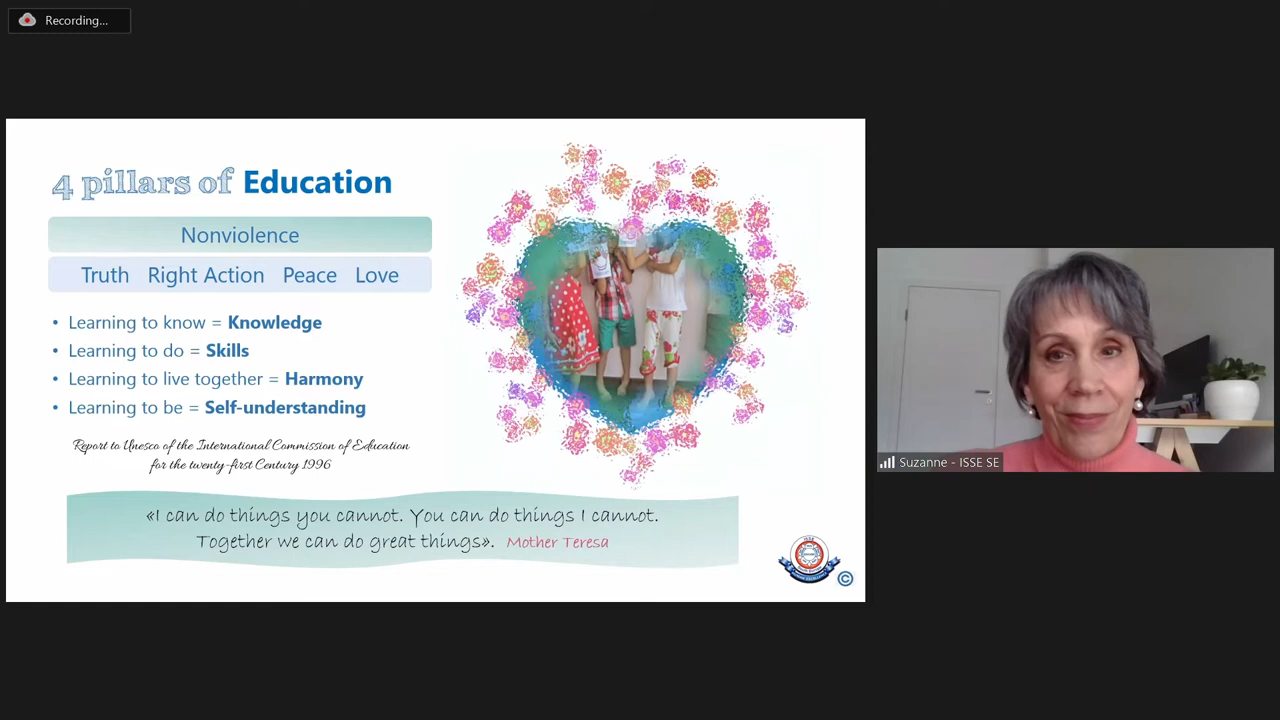 Recording...
4 pillars of Education
Nonviolence
Truth Right Action Peace Love
• Learning to know = Knowledge
• Learning to do = Skills
• Learning to live together = Harmony
• Learning to be = Self-understanding
Report to Unesco of the International Commission of Education
for the twenty-first Century 1996
«I can do things you cannot. You can do things I cannot.
Together we can do great things». Mother Teresa
ISSE
©
Suzanne - ISSE SE